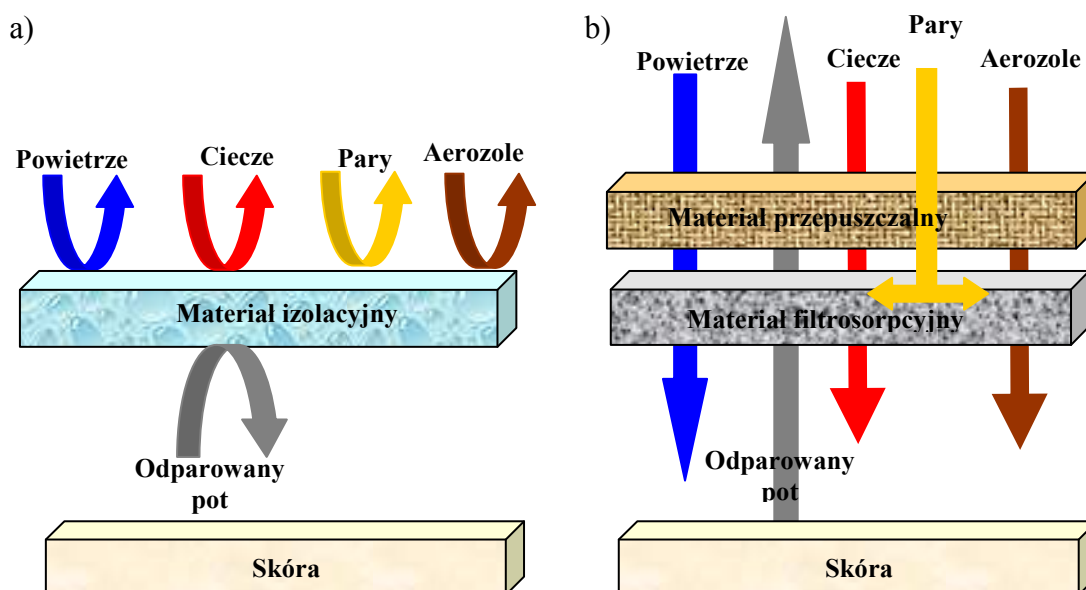 a)
Powietrze
Ciecze
Pary
Aerozole
Materiał izolacyjny
Odparowany
pot
Skóra
b)
Powietrze
Ciecze
Pary
Aerozole
Materiał przepuszczalny
Materiał filtrosorpcyjny
Odparowany
pot
Skóra